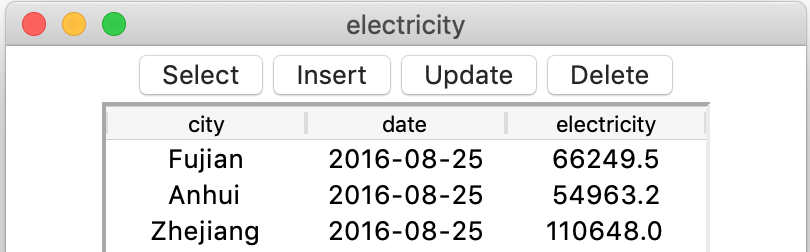 electricity
Select Insert Update Delete
city date electricity
Fujian 2016-08-25 66249.5
Anhui 2016-08-25 54963.2
Zhejiang 2016-08-25 110648.0